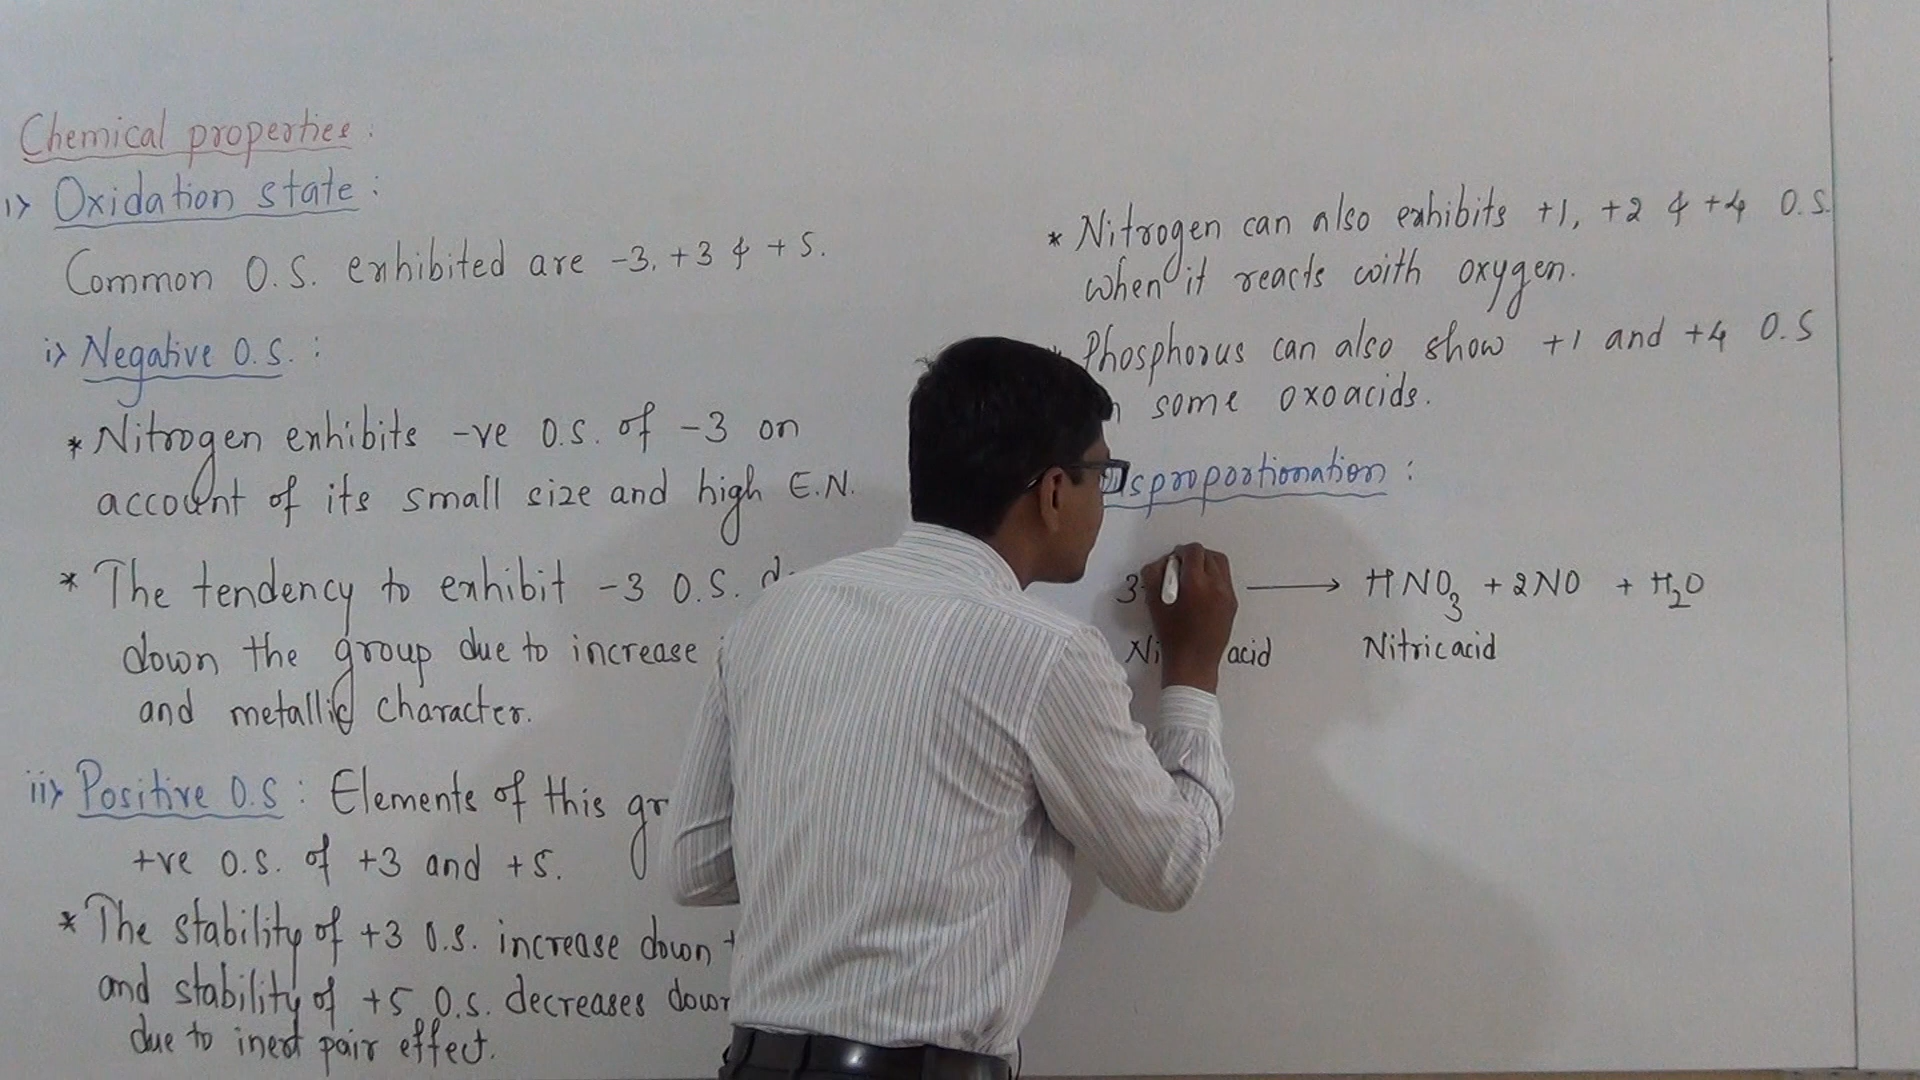 Chemical properties :
1> Oxidation state :
Common O.S. exhibited are -3, +3 & +5.
i> Negative O.S. :
* Nitrogen exhibits -ve O.S. of -3 on
account of its small size and high E.N.
* The tendency to exhibit -3 O.S.
down the group due to increase
and metallic character.
ii> Positive O.S : Elements of this
+ve O.S. of +3 and +5.
* The stability of +3 O.S. increase down
and stability of +5 O.S. decreases
due to inert pair effect.
* Nitrogen can also exhibits +1, +2 & +4 O.S.
when it reacts with oxygen.
Phosphorus can also show +1 and +4 O.S
some oxoacids.
Disproportionation :
3 ⟶ HNO₃ + 2NO + H₂O
acid Nitric acid